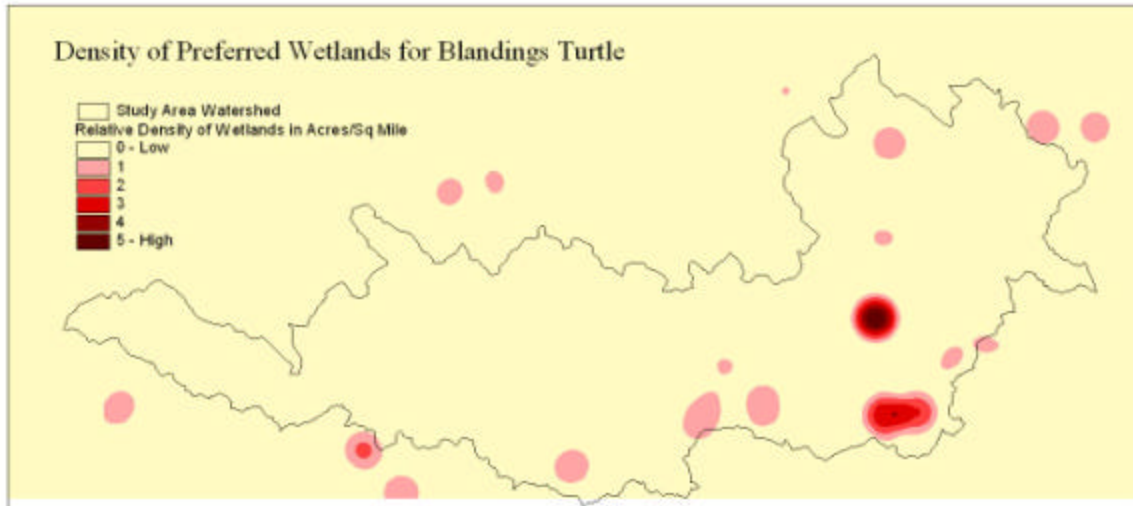 Density of Preferred Wetlands for Blandings Turtle
Study Area Watershed
Relative Density of Wetlands in Acres/Sq Mile
0 - Low
1
2
3
4
5 - High